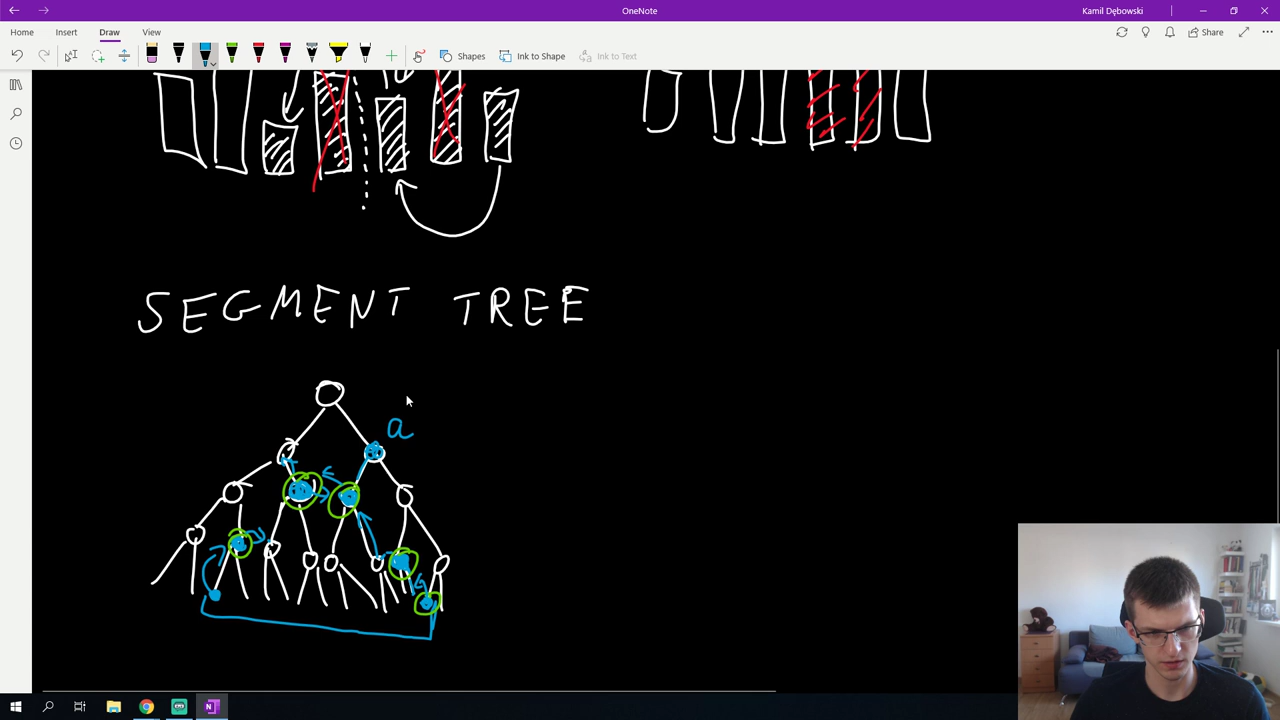 OneNote
Kamil Dębowski
Home Insert Draw View
Share
Shapes Ink to Shape Ink to Text
SEGMENT TREE
a